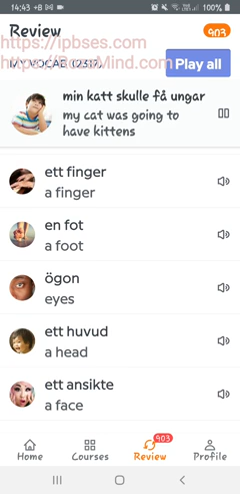 14:43 +B
100%
Review
903
https://ipbses.com
MY VOCAB (2319)
Play all
min katt skulle få ungar
my cat was going to
have kittens
ett finger
a finger
en fot
a foot
ögon
eyes
ett huvud
a head
ett ansikte
a face
903
Home Courses Review Profile